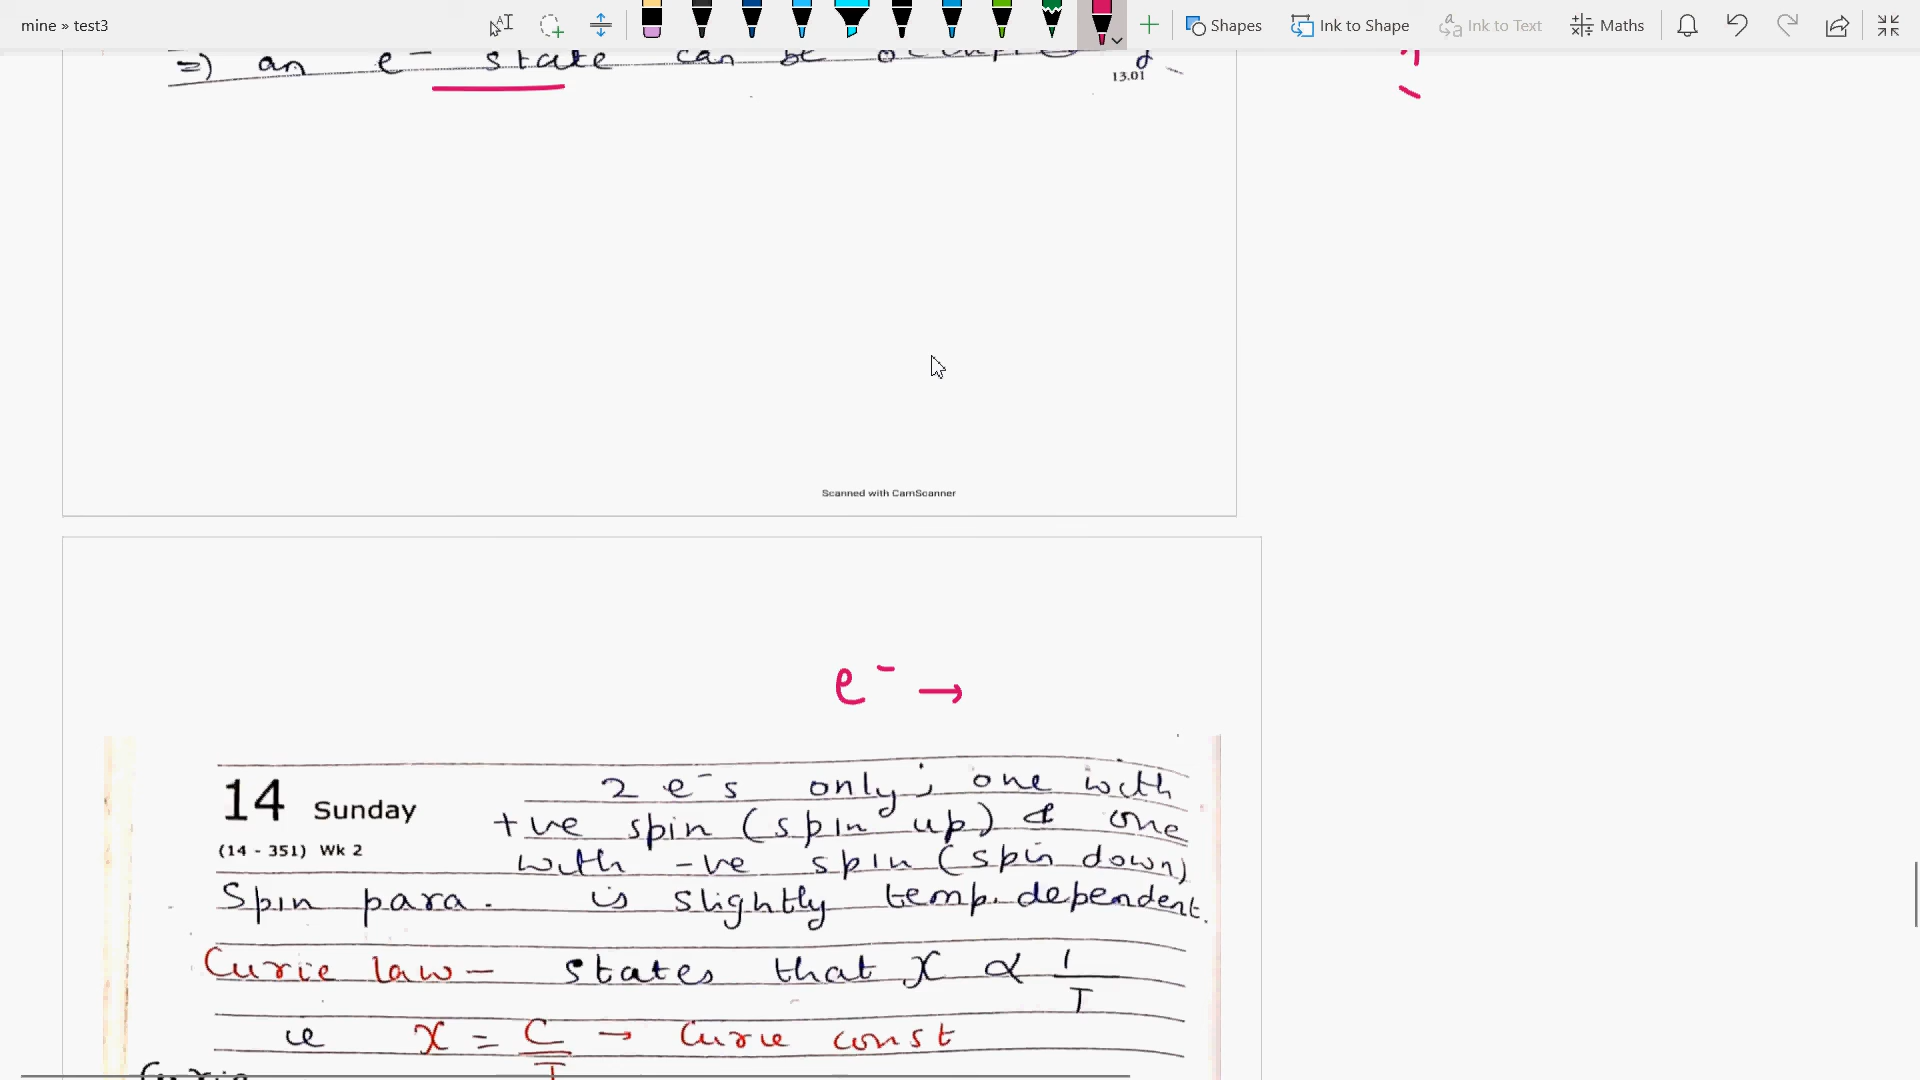 mine » test3
Shapes Ink to Shape Ink to Text Maths
=) an e⁻ state can be
13.01
Scanned with CamScanner
e⁻ →
14 Sunday
(14 - 351) Wk 2
2 e⁻s only; one with
+ve spin (spin up) & one
with -ve spin (spin down)
Spin para. is slightly temp. dependent.
Curie law – states that χ ∝ 1/T
ie χ = C/T → Curie const
Curie